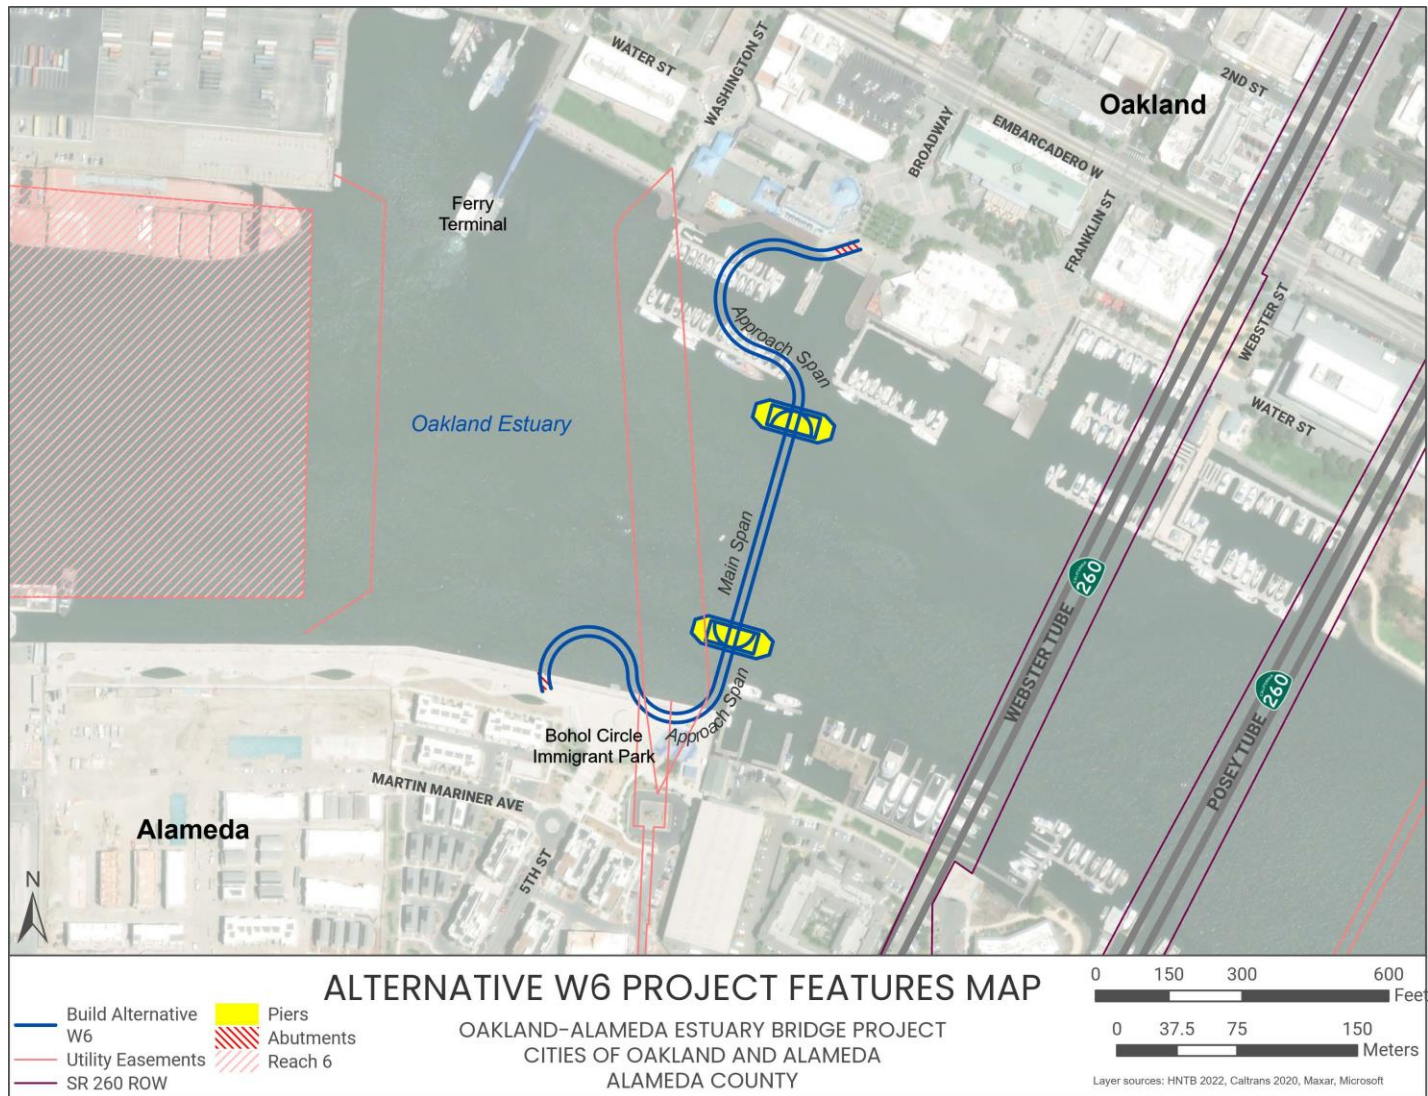 WATER ST
WASHINGTON ST
BROADWAY
2ND ST
Oakland
EMBARCADERO W
FRANKLIN ST
Ferry
Terminal
WEBSTER ST
WATER ST
Approach Span
Oakland Estuary
Main Span
260
WEBSTER TUBE
260
POSEY TUBE
Approach Span
Bohol Circle
Immigrant Park
MARTIN MARINER AVE
Alameda
5TH ST
N
ALTERNATIVE W6 PROJECT FEATURES MAP
OAKLAND-ALAMEDA ESTUARY BRIDGE PROJECT
CITIES OF OAKLAND AND ALAMEDA
ALAMEDA COUNTY
Build Alternative
W6
Utility Easements
SR 260 ROW
Piers
Abutments
Reach 6
0 150 300 600
Feet
0 37.5 75 150
Meters
Layer sources: HNTB 2022, Caltrans 2020, Maxar, Microsoft